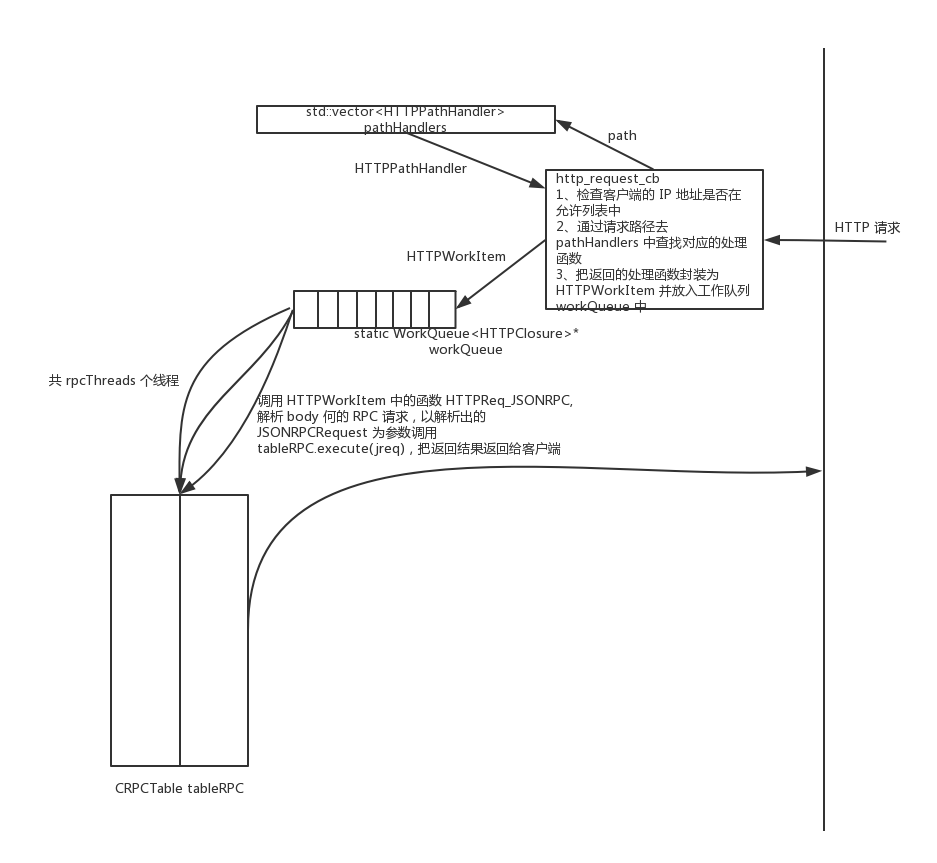 std::vector<HTTPPathHandler>
pathHandlers
path
HTTPPathHandler
http_request_cb
1、检查客户端的 IP 地址是否在
允许列表中
2、通过请求路径去
pathHandlers 中查找对应的处理
函数
3、把返回的处理函数封装为
HTTPWorkItem 并放入工作队列
workQueue 中
HTTP 请求
HTTPWorkItem
static WorkQueue<HTTPClosure>*
workQueue
共 rpcThreads 个线程
调用 HTTPWorkItem 中的函数 HTTPReq_JSONRPC,
解析 body 何的 RPC 请求，以解析出的
JSONRPCRequest 为参数调用
tableRPC.execute(jreq)，把返回结果返回给客户端
CRPCTable tableRPC